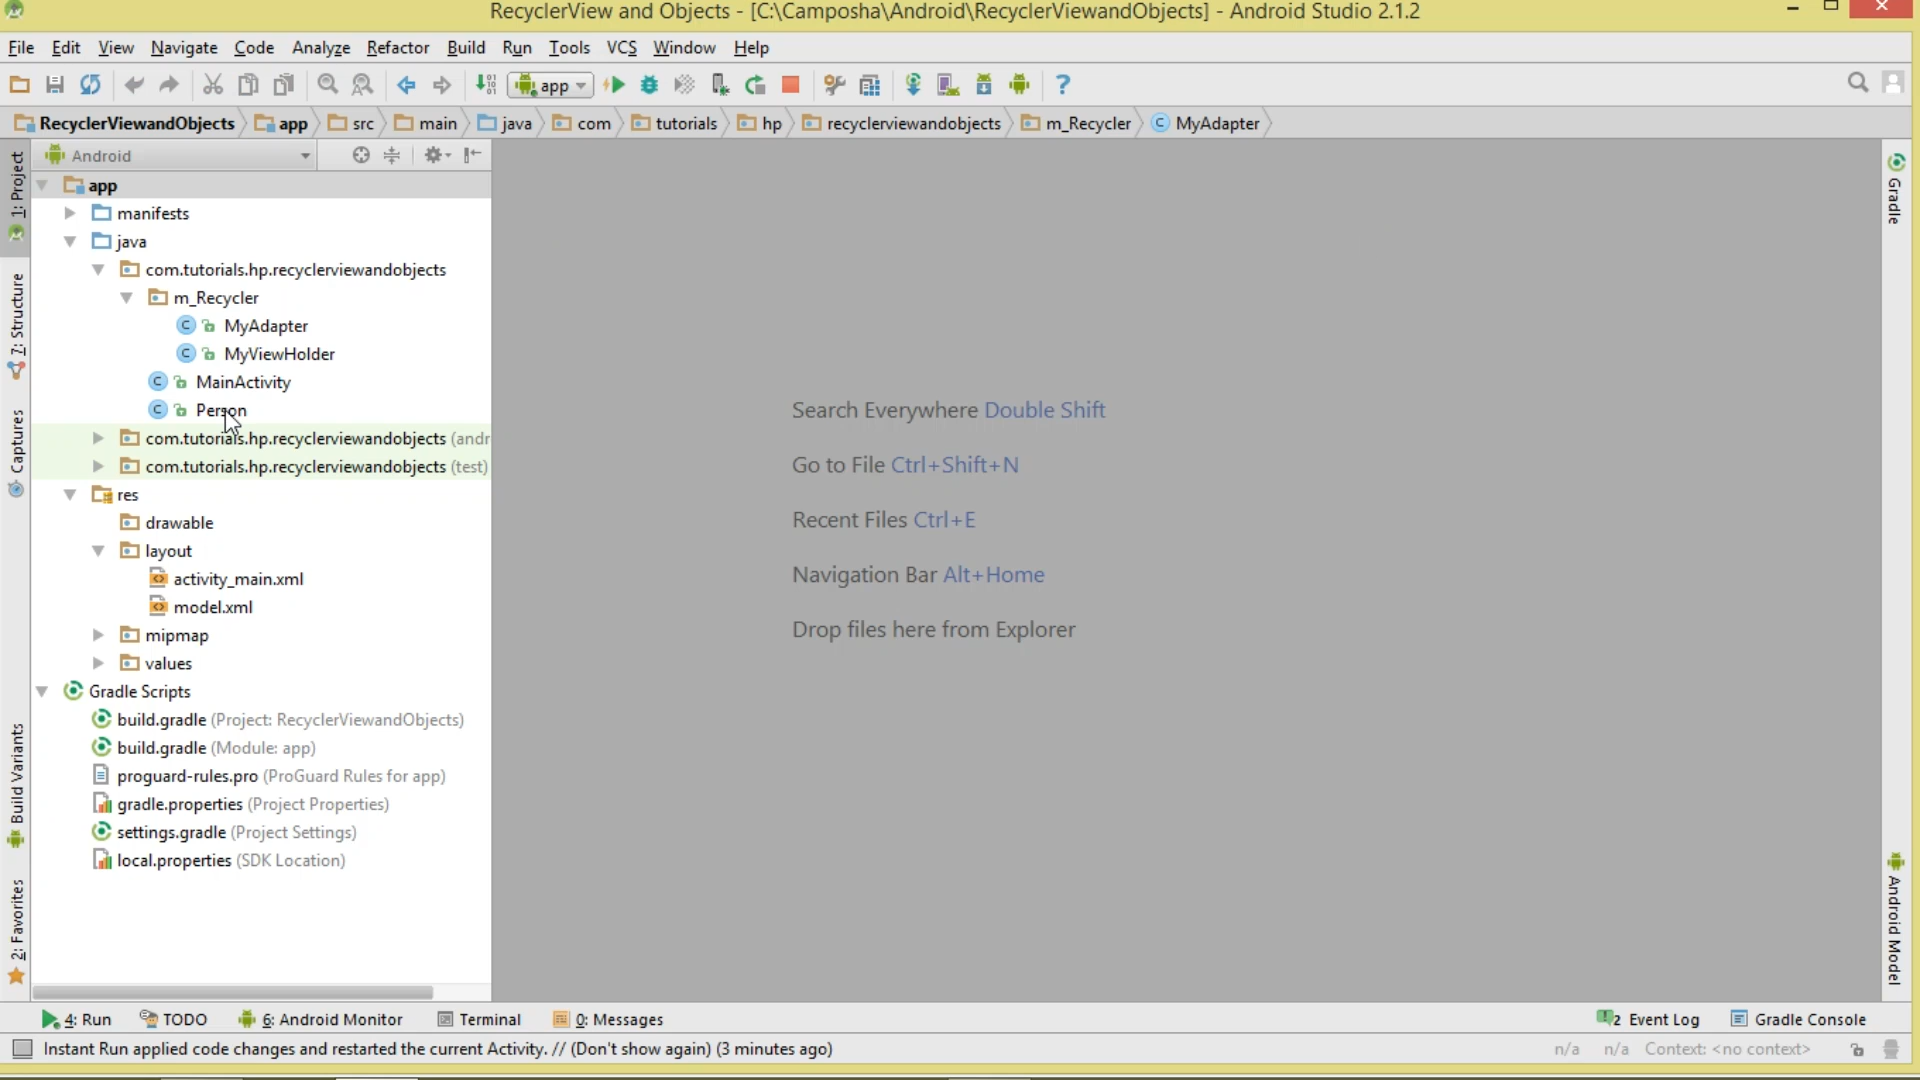 RecyclerView and Objects - [C:\Camposha\Android\RecyclerViewandObjects] - Android Studio 2.1.2
File Edit View Navigate Code Analyze Refactor Build Run Tools VCS Window Help
app
RecyclerViewandObjects app src main java com tutorials hp recyclerviewandobjects m_Recycler MyAdapter
Android
1: Project
7: Structure
Captures
Build Variants
2: Favorites
app
manifests
java
com.tutorials.hp.recyclerviewandobjects
m_Recycler
MyAdapter
MyViewHolder
MainActivity
Person
com.tutorials.hp.recyclerviewandobjects (andr
com.tutorials.hp.recyclerviewandobjects (test)
res
drawable
layout
activity_main.xml
model.xml
mipmap
values
Gradle Scripts
build.gradle (Project: RecyclerViewandObjects)
build.gradle (Module: app)
proguard-rules.pro (ProGuard Rules for app)
gradle.properties (Project Properties)
settings.gradle (Project Settings)
local.properties (SDK Location)
Search Everywhere Double Shift
Go to File Ctrl+Shift+N
Recent Files Ctrl+E
Navigation Bar Alt+Home
Drop files here from Explorer
Gradle
Android Model
4: Run TODO 6: Android Monitor Terminal 0: Messages 2 Event Log Gradle Console
Instant Run applied code changes and restarted the current Activity. // (Don't show again) (3 minutes ago) n/a n/a Context: <no context>